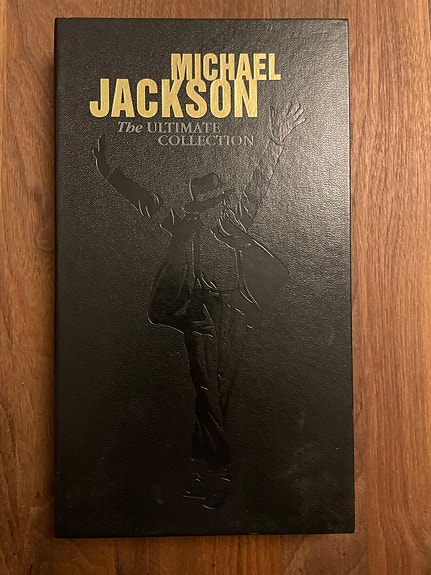 MICHAEL
JACKSON
The ULTIMATE
COLLECTION